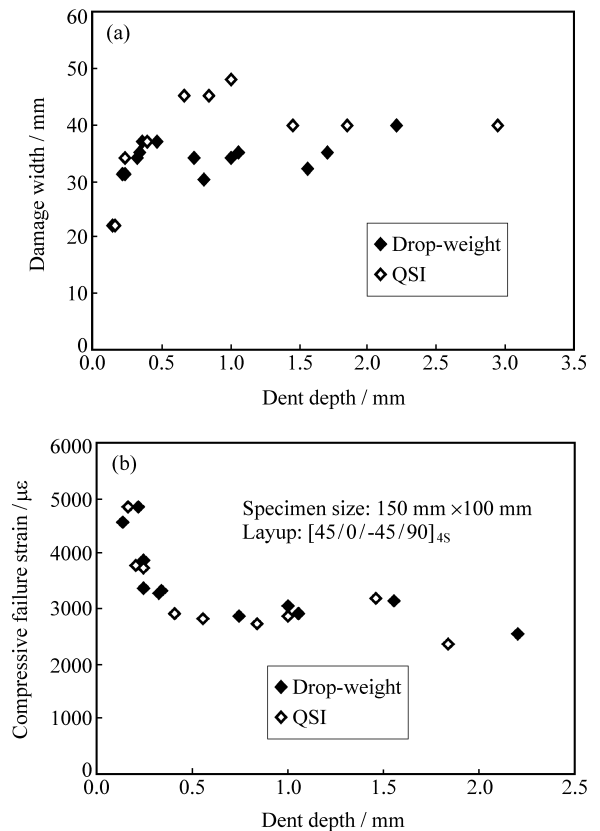 (a)
60
50
40
30
20
10
0
0.0 0.5 1.0 1.5 2.0 2.5 3.0 3.5
Damage width / mm
Dent depth / mm
Drop-weight
QSI
(b)
6000
5000
4000
3000
2000
1000
0
0.0 0.5 1.0 1.5 2.0 2.5
Compressive failure strain /με
Dent depth / mm
Specimen size: 150 mm ×100 mm
Layup: [45/0/-45/90]4S
Drop-weight
QSI